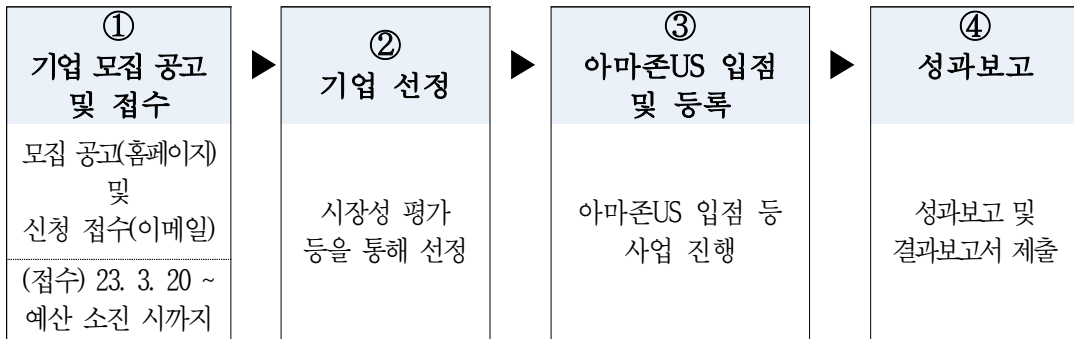 ①
기업 모집 공고
및 접수
모집 공고(홈페이지)
및
신청 접수(이메일)
(접수) 23. 3. 20 ~
예산 소진 시까지
▶
②
기업 선정
시장성 평가
등을 통해 선정
▶
③
아마존US 입점
및 등록
아마존US 입점 등
사업 진행
▶
④
성과보고
성과보고 및
결과보고서 제출